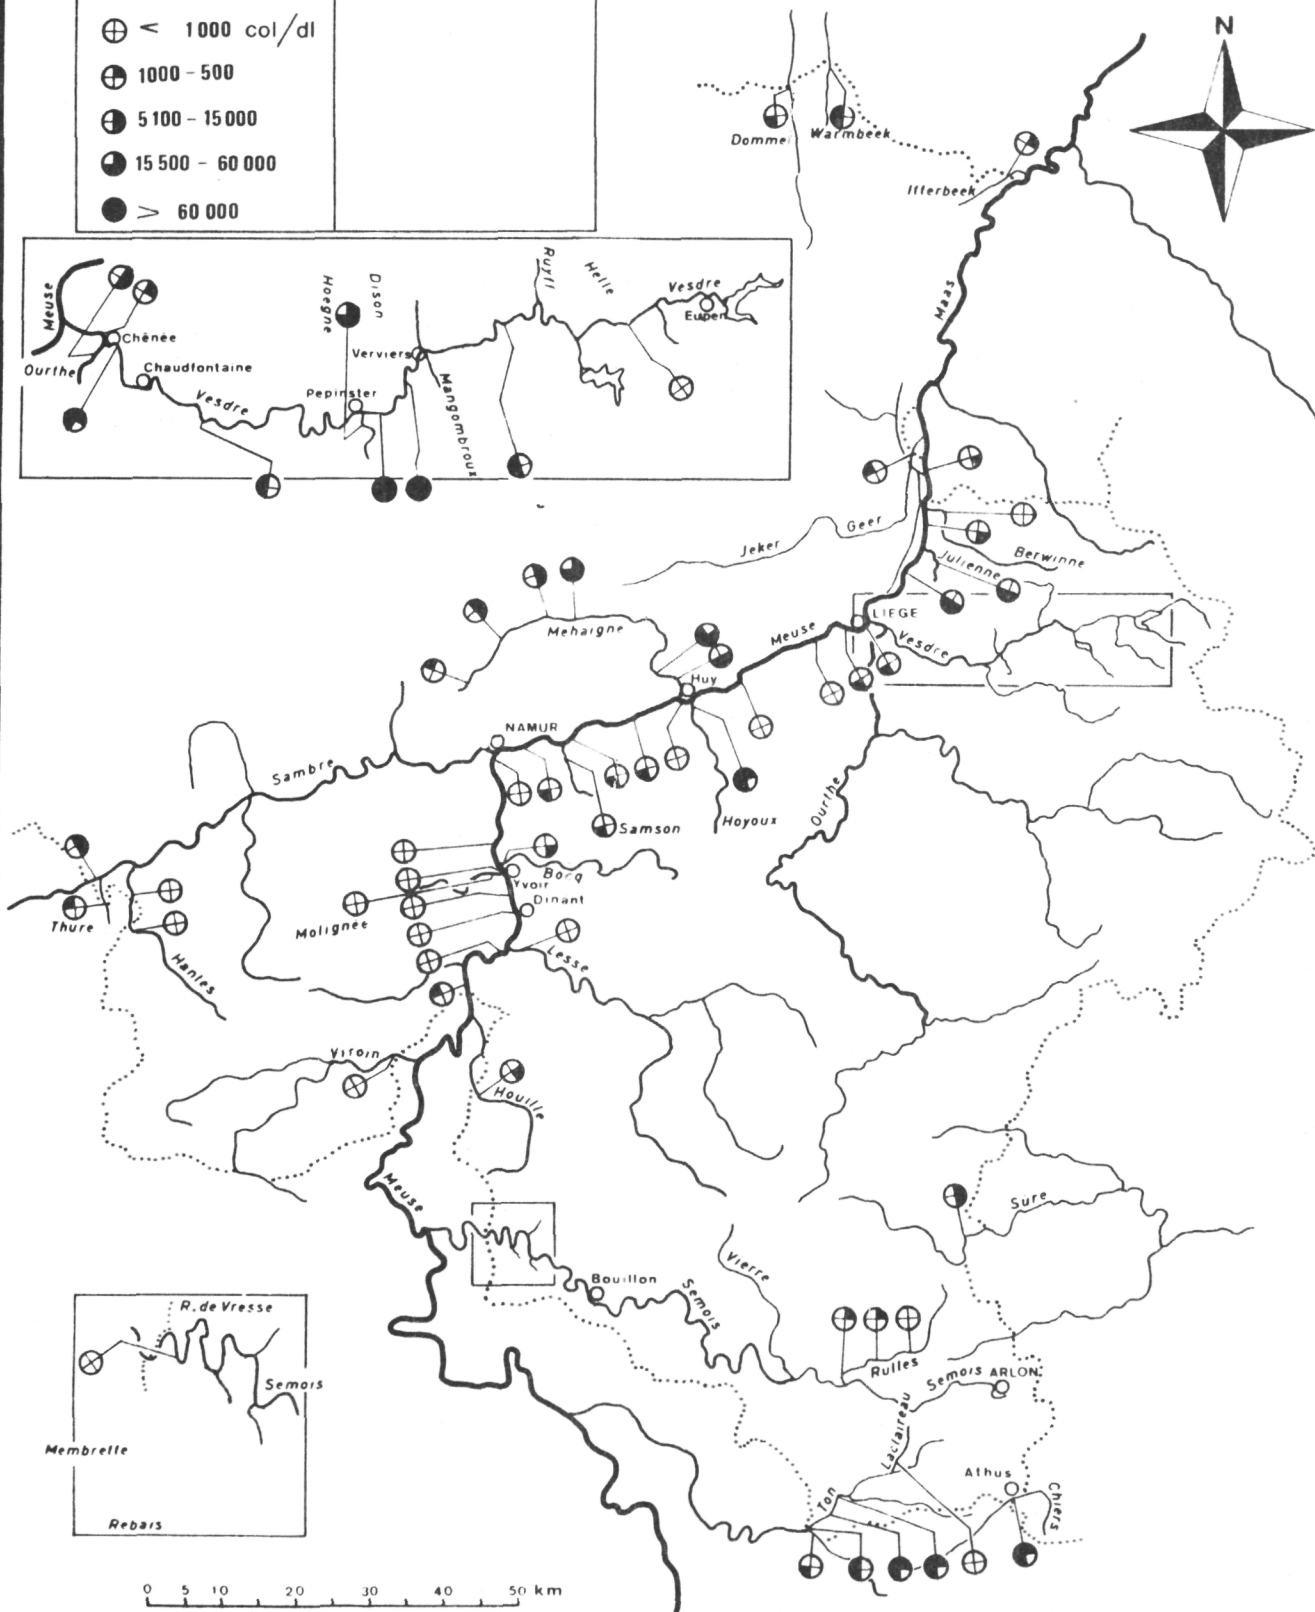 < 1000 col/dl
1000 - 500
5100 - 15000
15500 - 60000
> 60000
N
Dommel
Warmbeek
Itterbeek
Maas
Meuse
Ourthe
Chênée
Chaudfontaine
Vesdre
Hoegne
Dison
Pepinster
Verviers
Mangombroux
Ruyff
Helle
Vesdre
Eupen
Jeker
Geer
Berwinne
Julienne
LIEGE
Vesdre
Mehaigne
Meuse
Huy
NAMUR
Sambre
Samson
Hoyoux
Ourthe
Bocq
Yvoir
Dinant
Molignée
Lesse
Thure
Hantes
Viroin
Houille
Meuse
Sure
Bouillon
Semois
Vierre
Rulles
Semois
ARLON
Laclaireau
Ton
Athus
Chiers
R. de Vresse
Semois
Membrette
Rebais
0 5 10 20 30 40 50 km